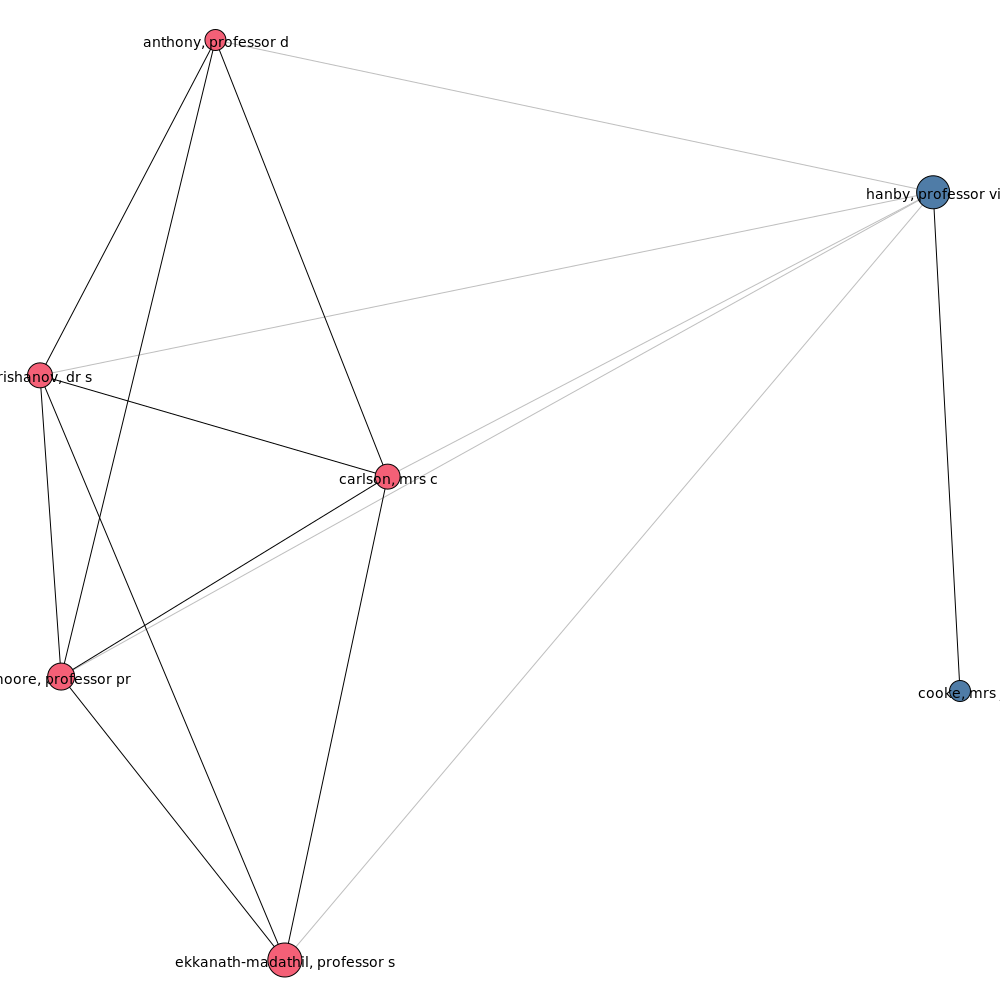 anthony, professor d
hanby, professor vi
rishanov, dr s
carlson, mrs c
moore, professor pr
cooke, mrs
ekkanath-madathil, professor s